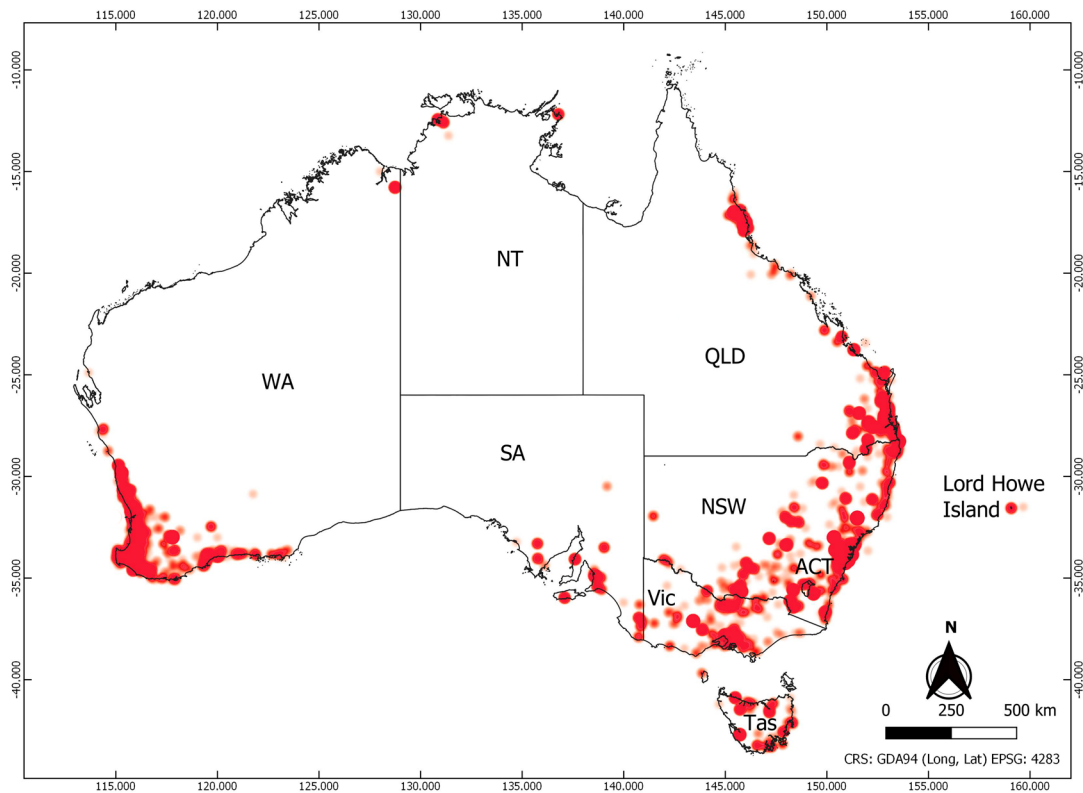 115.000 120.000 125.000 130.000 135.000 140.000 145.000 150.000 155.000 160.000
-10.000 -10.000
-15.000 -15.000
NT
-20.000 -20.000
QLD
WA
-25.000 -25.000
SA
Lord Howe
Island
NSW
-30.000 -30.000
ACT
-35.000 -35.000
Vic
N
-40.000 -40.000
0 250 500 km
Tas
CRS: GDA94 (Long, Lat) EPSG: 4283
115.000 120.000 125.000 130.000 135.000 140.000 145.000 150.000 155.000 160.000